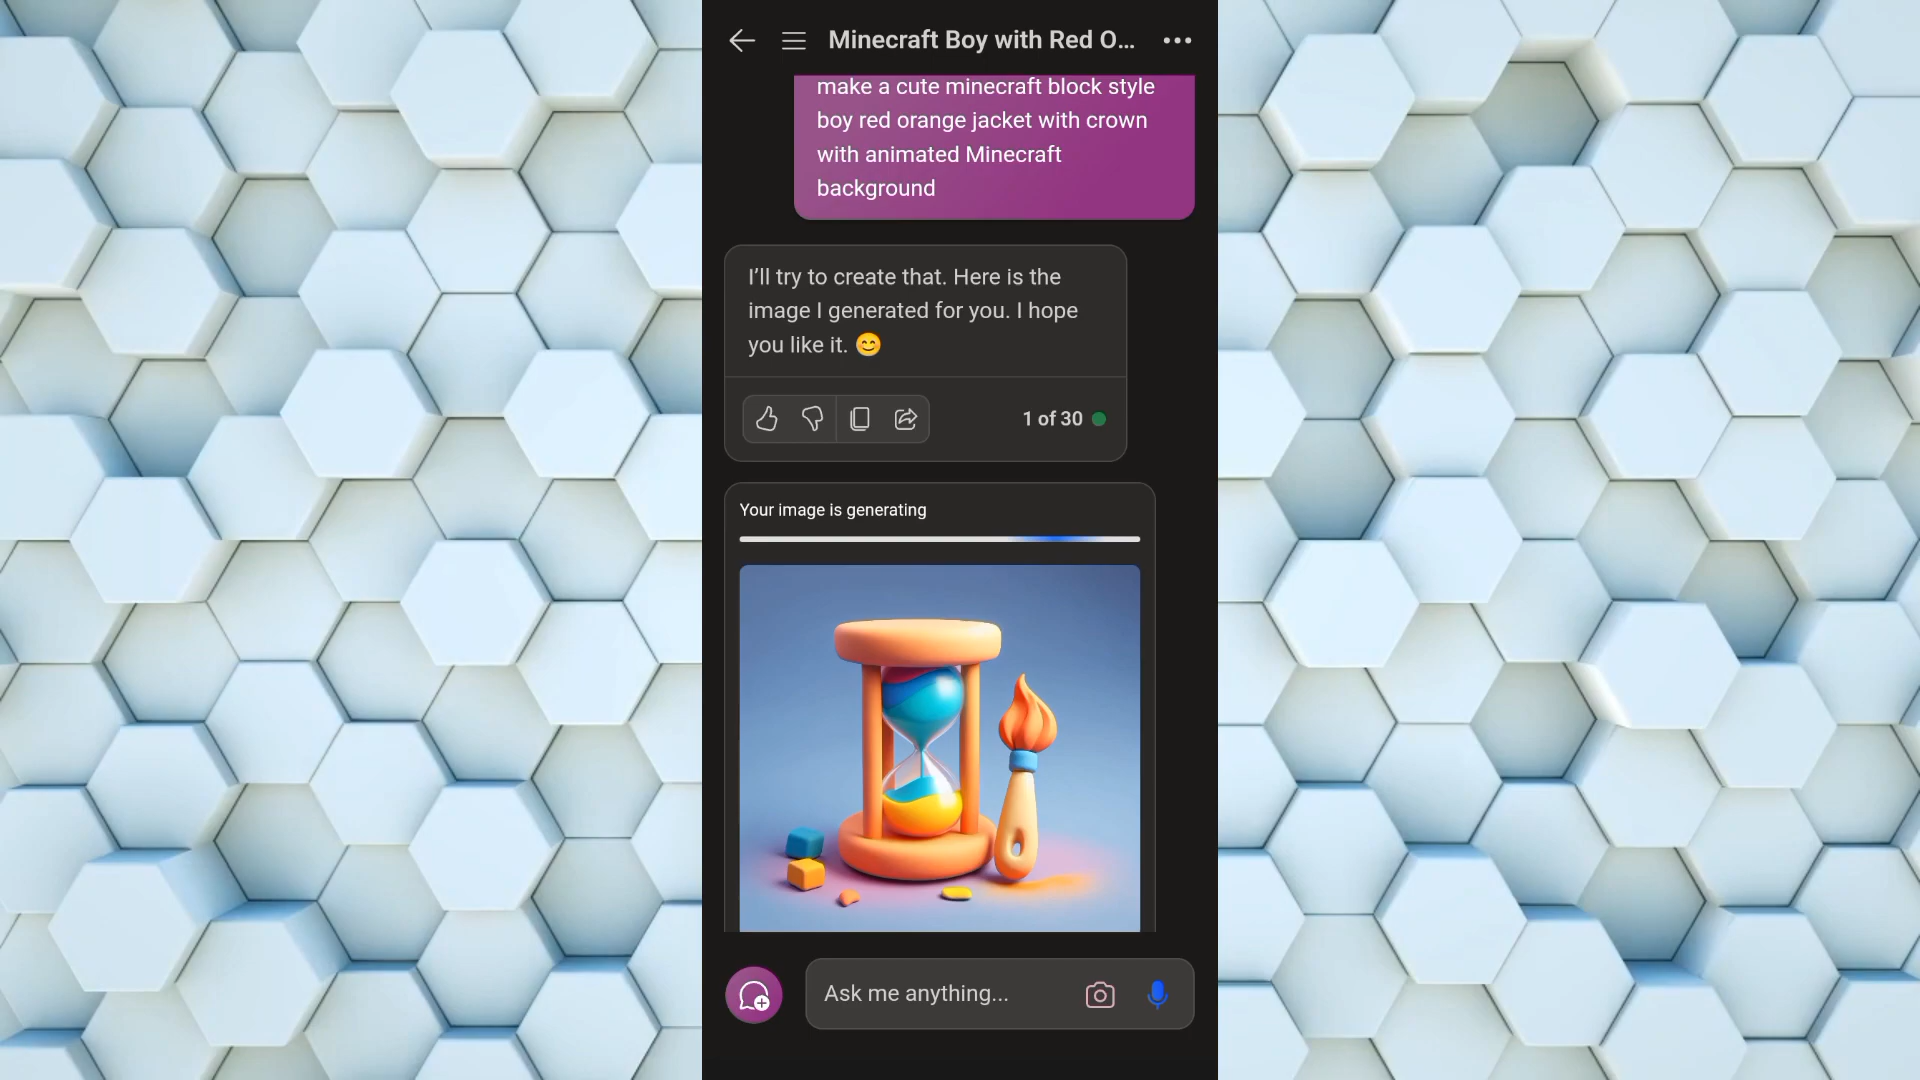 Minecraft Boy with Red O...
make a cute minecraft block style
boy red orange jacket with crown
with animated Minecraft
background
I'll try to create that. Here is the
image I generated for you. I hope
you like it. 😊
1 of 30
Your image is generating
Ask me anything...